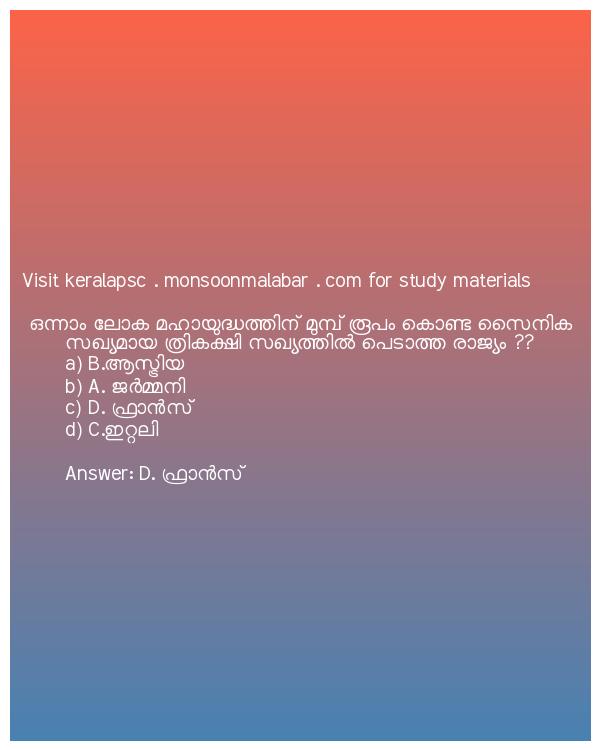 Visit keralapsc . monsoonmalabar . com for study materials
ഒന്നാം ലോക മഹായുദ്ധത്തിന് മുമ്പ് രൂപം കൊണ്ട സൈനിക
സഖ്യമായ ത്രികക്ഷി സഖ്യത്തിൽ പെടാത്ത രാജ്യം ??
a) B.ആസ്ട്രിയ
b) A. ജർമ്മനി
c) D. ഫ്രാൻസ്
d) C.ഇറ്റലി
Answer: D. ഫ്രാൻസ്